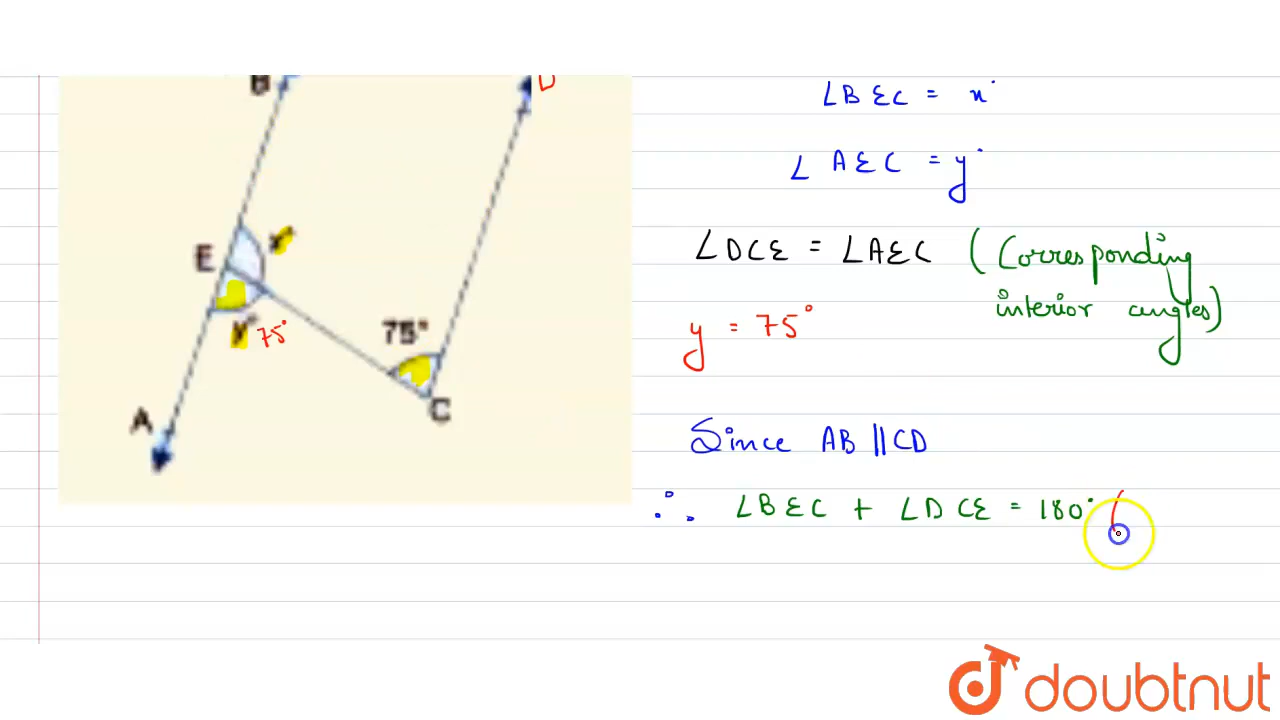 B
D
∠BEC = x°
∠AEC = y°
E
x°
∠DCE = ∠AEC (Corresponding
interior angles)
y° 75°
75°
y = 75°
A
C
Since AB || CD
∴ ∠BEC + ∠DCE = 180° (
doubtnut